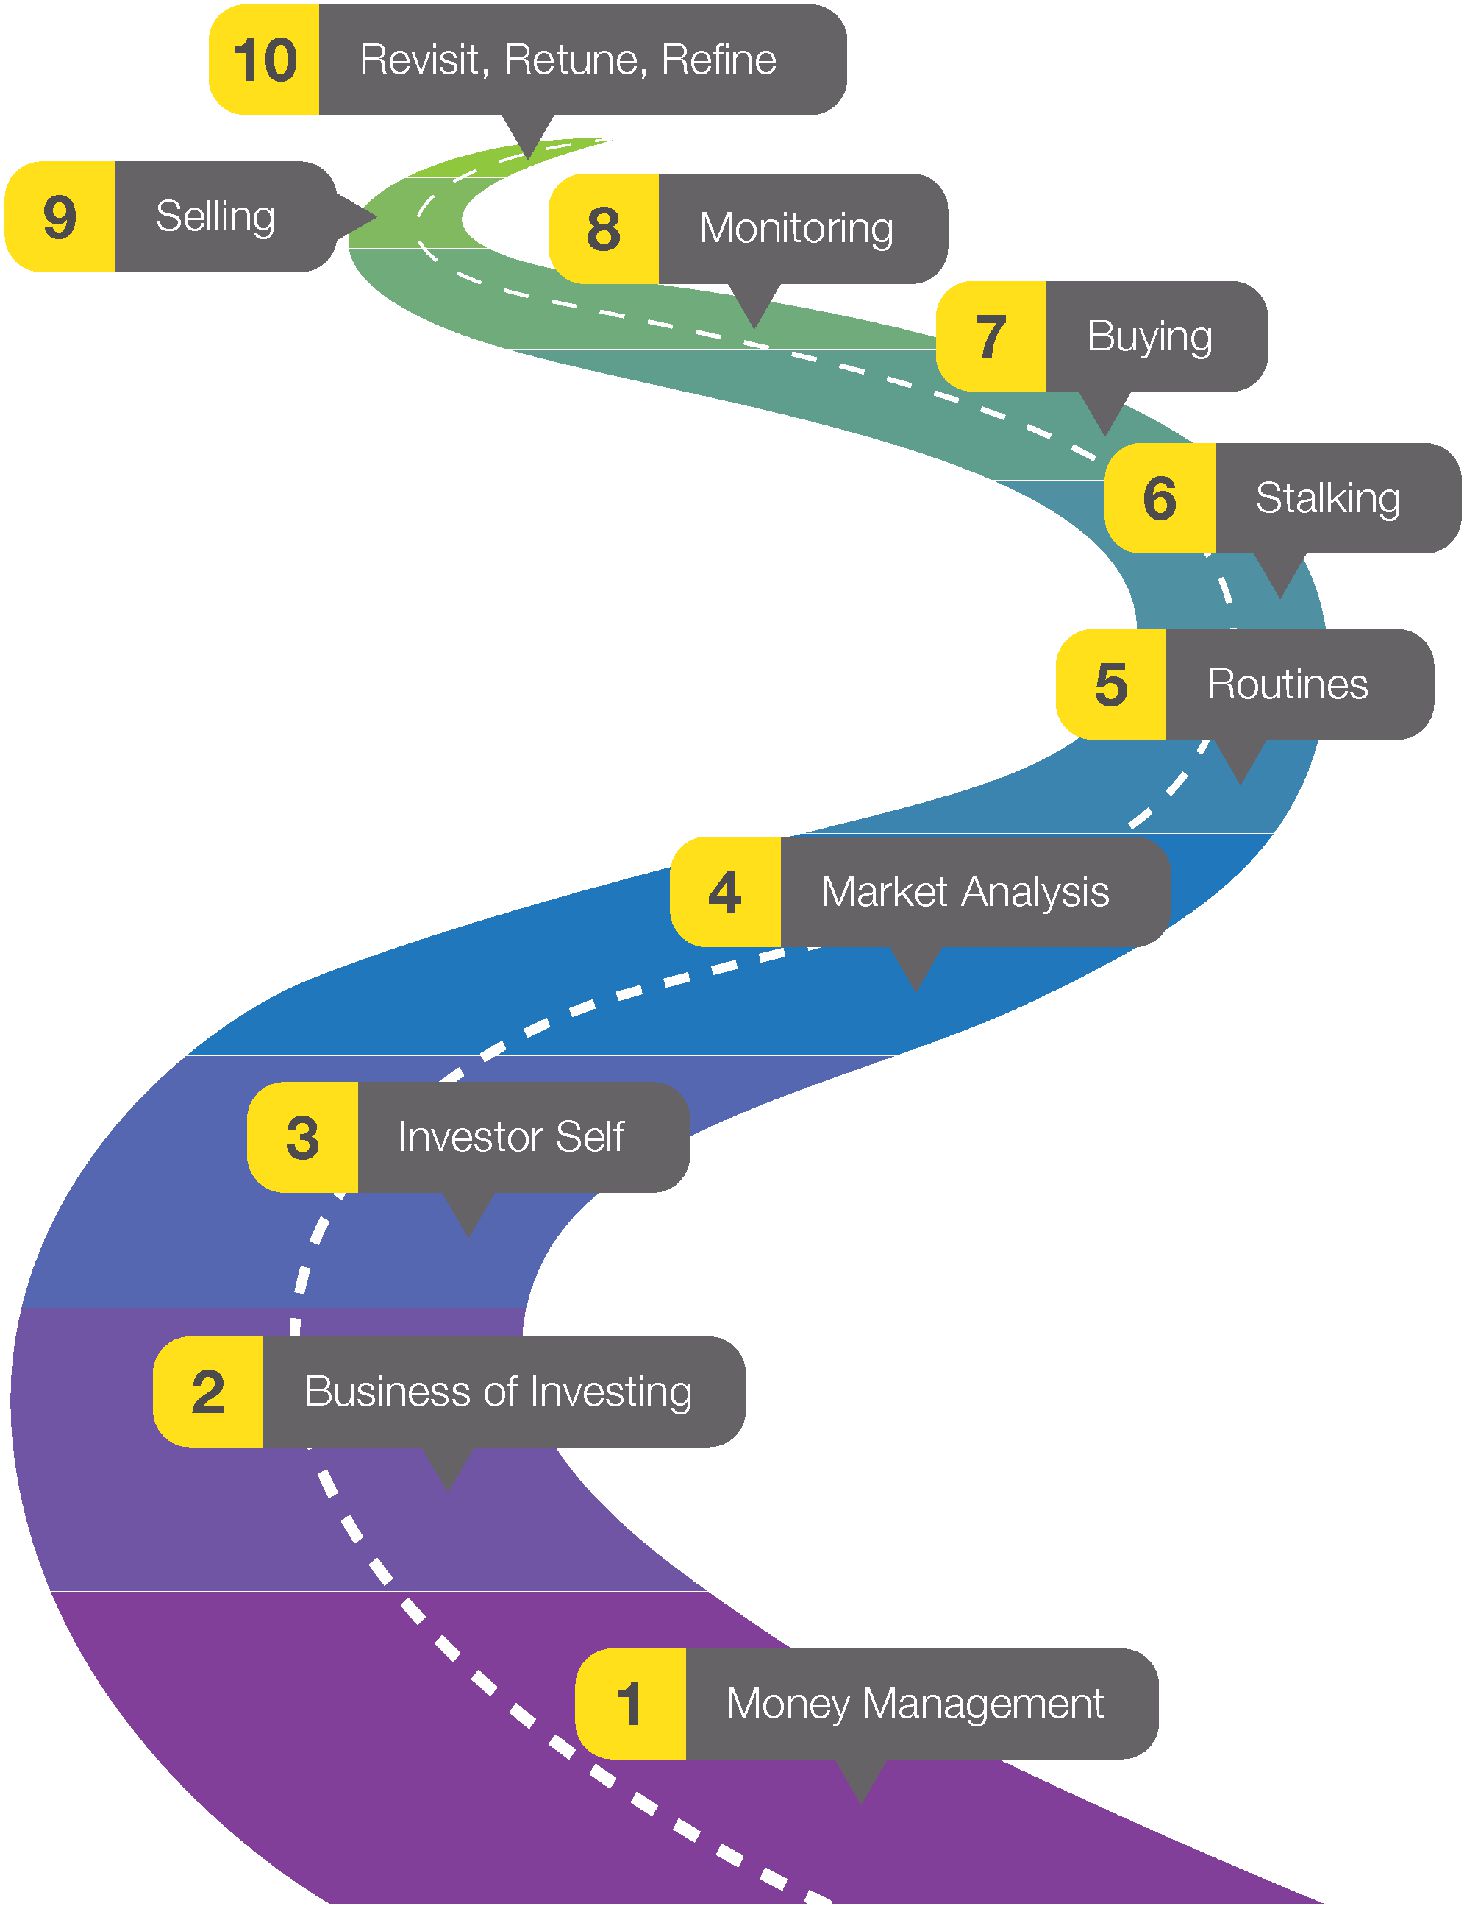 10 Revisit, Retune, Refine
9 Selling
8 Monitoring
7 Buying
6 Stalking
5 Routines
4 Market Analysis
3 Investor Self
2 Business of Investing
1 Money Management